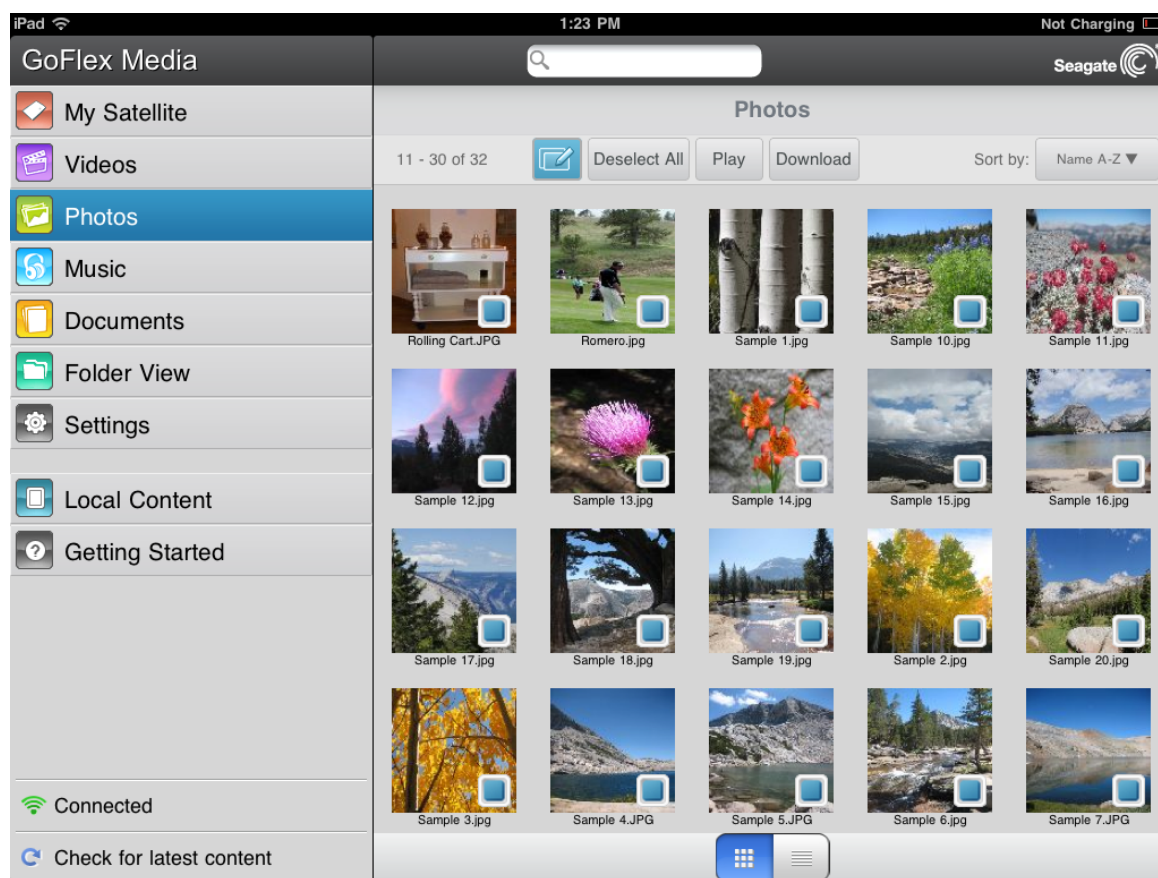 iPad 1:23 PM Not Charging
GoFlex Media
Seagate
My Satellite
Videos
Photos
Music
Documents
Folder View
Settings
Local Content
Getting Started
Connected
Check for latest content
Photos
11 - 30 of 32 Deselect All Play Download Sort by: Name A-Z ▼
Rolling Cart.JPG Romero.jpg Sample 1.jpg Sample 10.jpg Sample 11.jpg
Sample 12.jpg Sample 13.jpg Sample 14.jpg Sample 15.jpg Sample 16.jpg
Sample 17.jpg Sample 18.jpg Sample 19.jpg Sample 2.jpg Sample 20.jpg
Sample 3.jpg Sample 4.JPG Sample 5.JPG Sample 6.jpg Sample 7.JPG